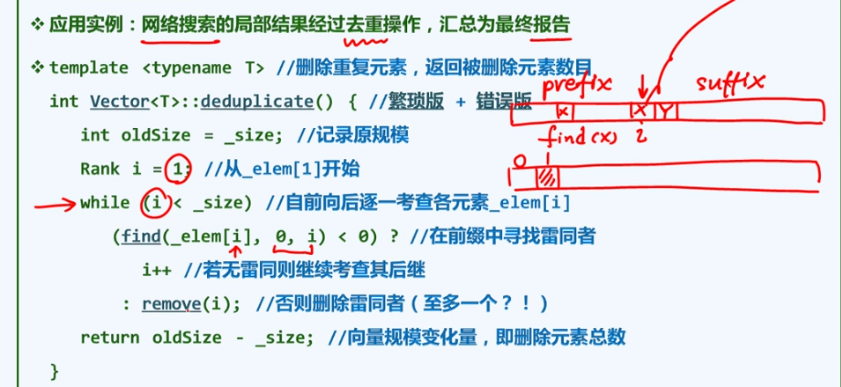 ❖ 应用实例：网络搜索的局部结果经过去重操作，汇总为最终报告
❖ template <typename T> //删除重复元素，返回被删除元素数目
int Vector<T>::deduplicate() { //繁琐版 + 错误版
int oldSize = _size; //记录原规模
Rank i = 1; //从_elem[1]开始
while (i < _size) //自前向后逐一考查各元素_elem[i]
(find(_elem[i], 0, i) < 0) ? //在前缀中寻找雷同者
i++ //若无雷同则继续考查其后继
: remove(i); //否则删除雷同者（至多一个？！）
return oldSize - _size; //向量规模变化量，即删除元素总数
}
prefix suffix
x X Y
find(x) i
0 1